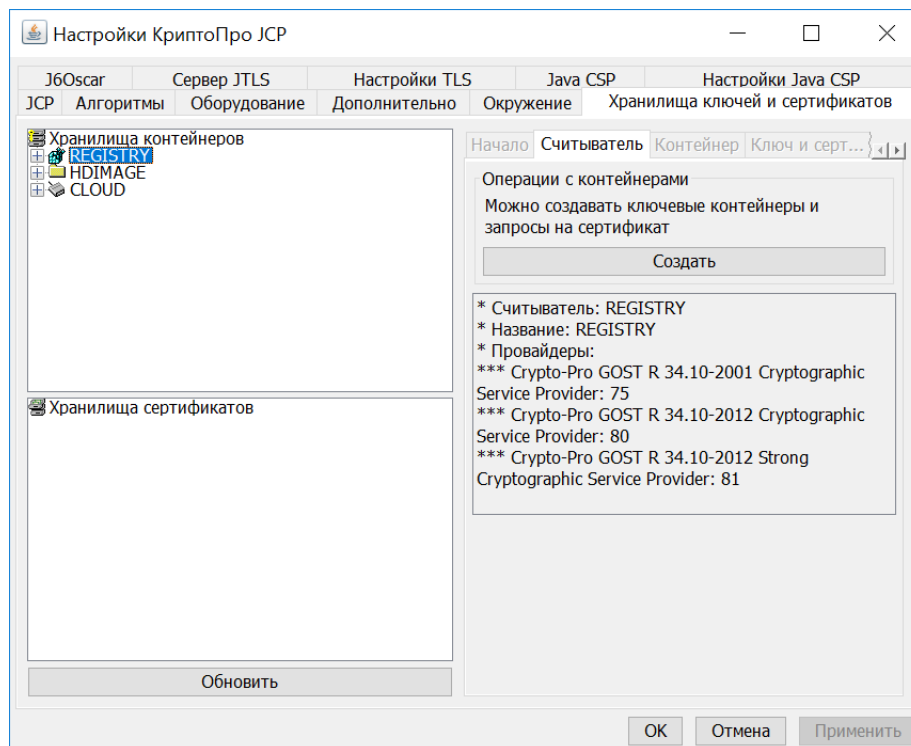 Настройки КриптоПро JCP
J6Oscar Сервер JTLS Настройки TLS Java CSP Настройки Java CSP
JCP Алгоритмы Оборудование Дополнительно Окружение Хранилища ключей и сертификатов
Хранилища контейнеров
REGISTRY
HDIMAGE
CLOUD
Хранилища сертификатов
Обновить
Начало Считыватель Контейнер Ключ и серт...
Операции с контейнерами
Можно создавать ключевые контейнеры и
запросы на сертификат
Создать
* Считыватель: REGISTRY
* Название: REGISTRY
* Провайдеры:
*** Crypto-Pro GOST R 34.10-2001 Cryptographic
Service Provider: 75
*** Crypto-Pro GOST R 34.10-2012 Cryptographic
Service Provider: 80
*** Crypto-Pro GOST R 34.10-2012 Strong
Cryptographic Service Provider: 81
OK Отмена Применить